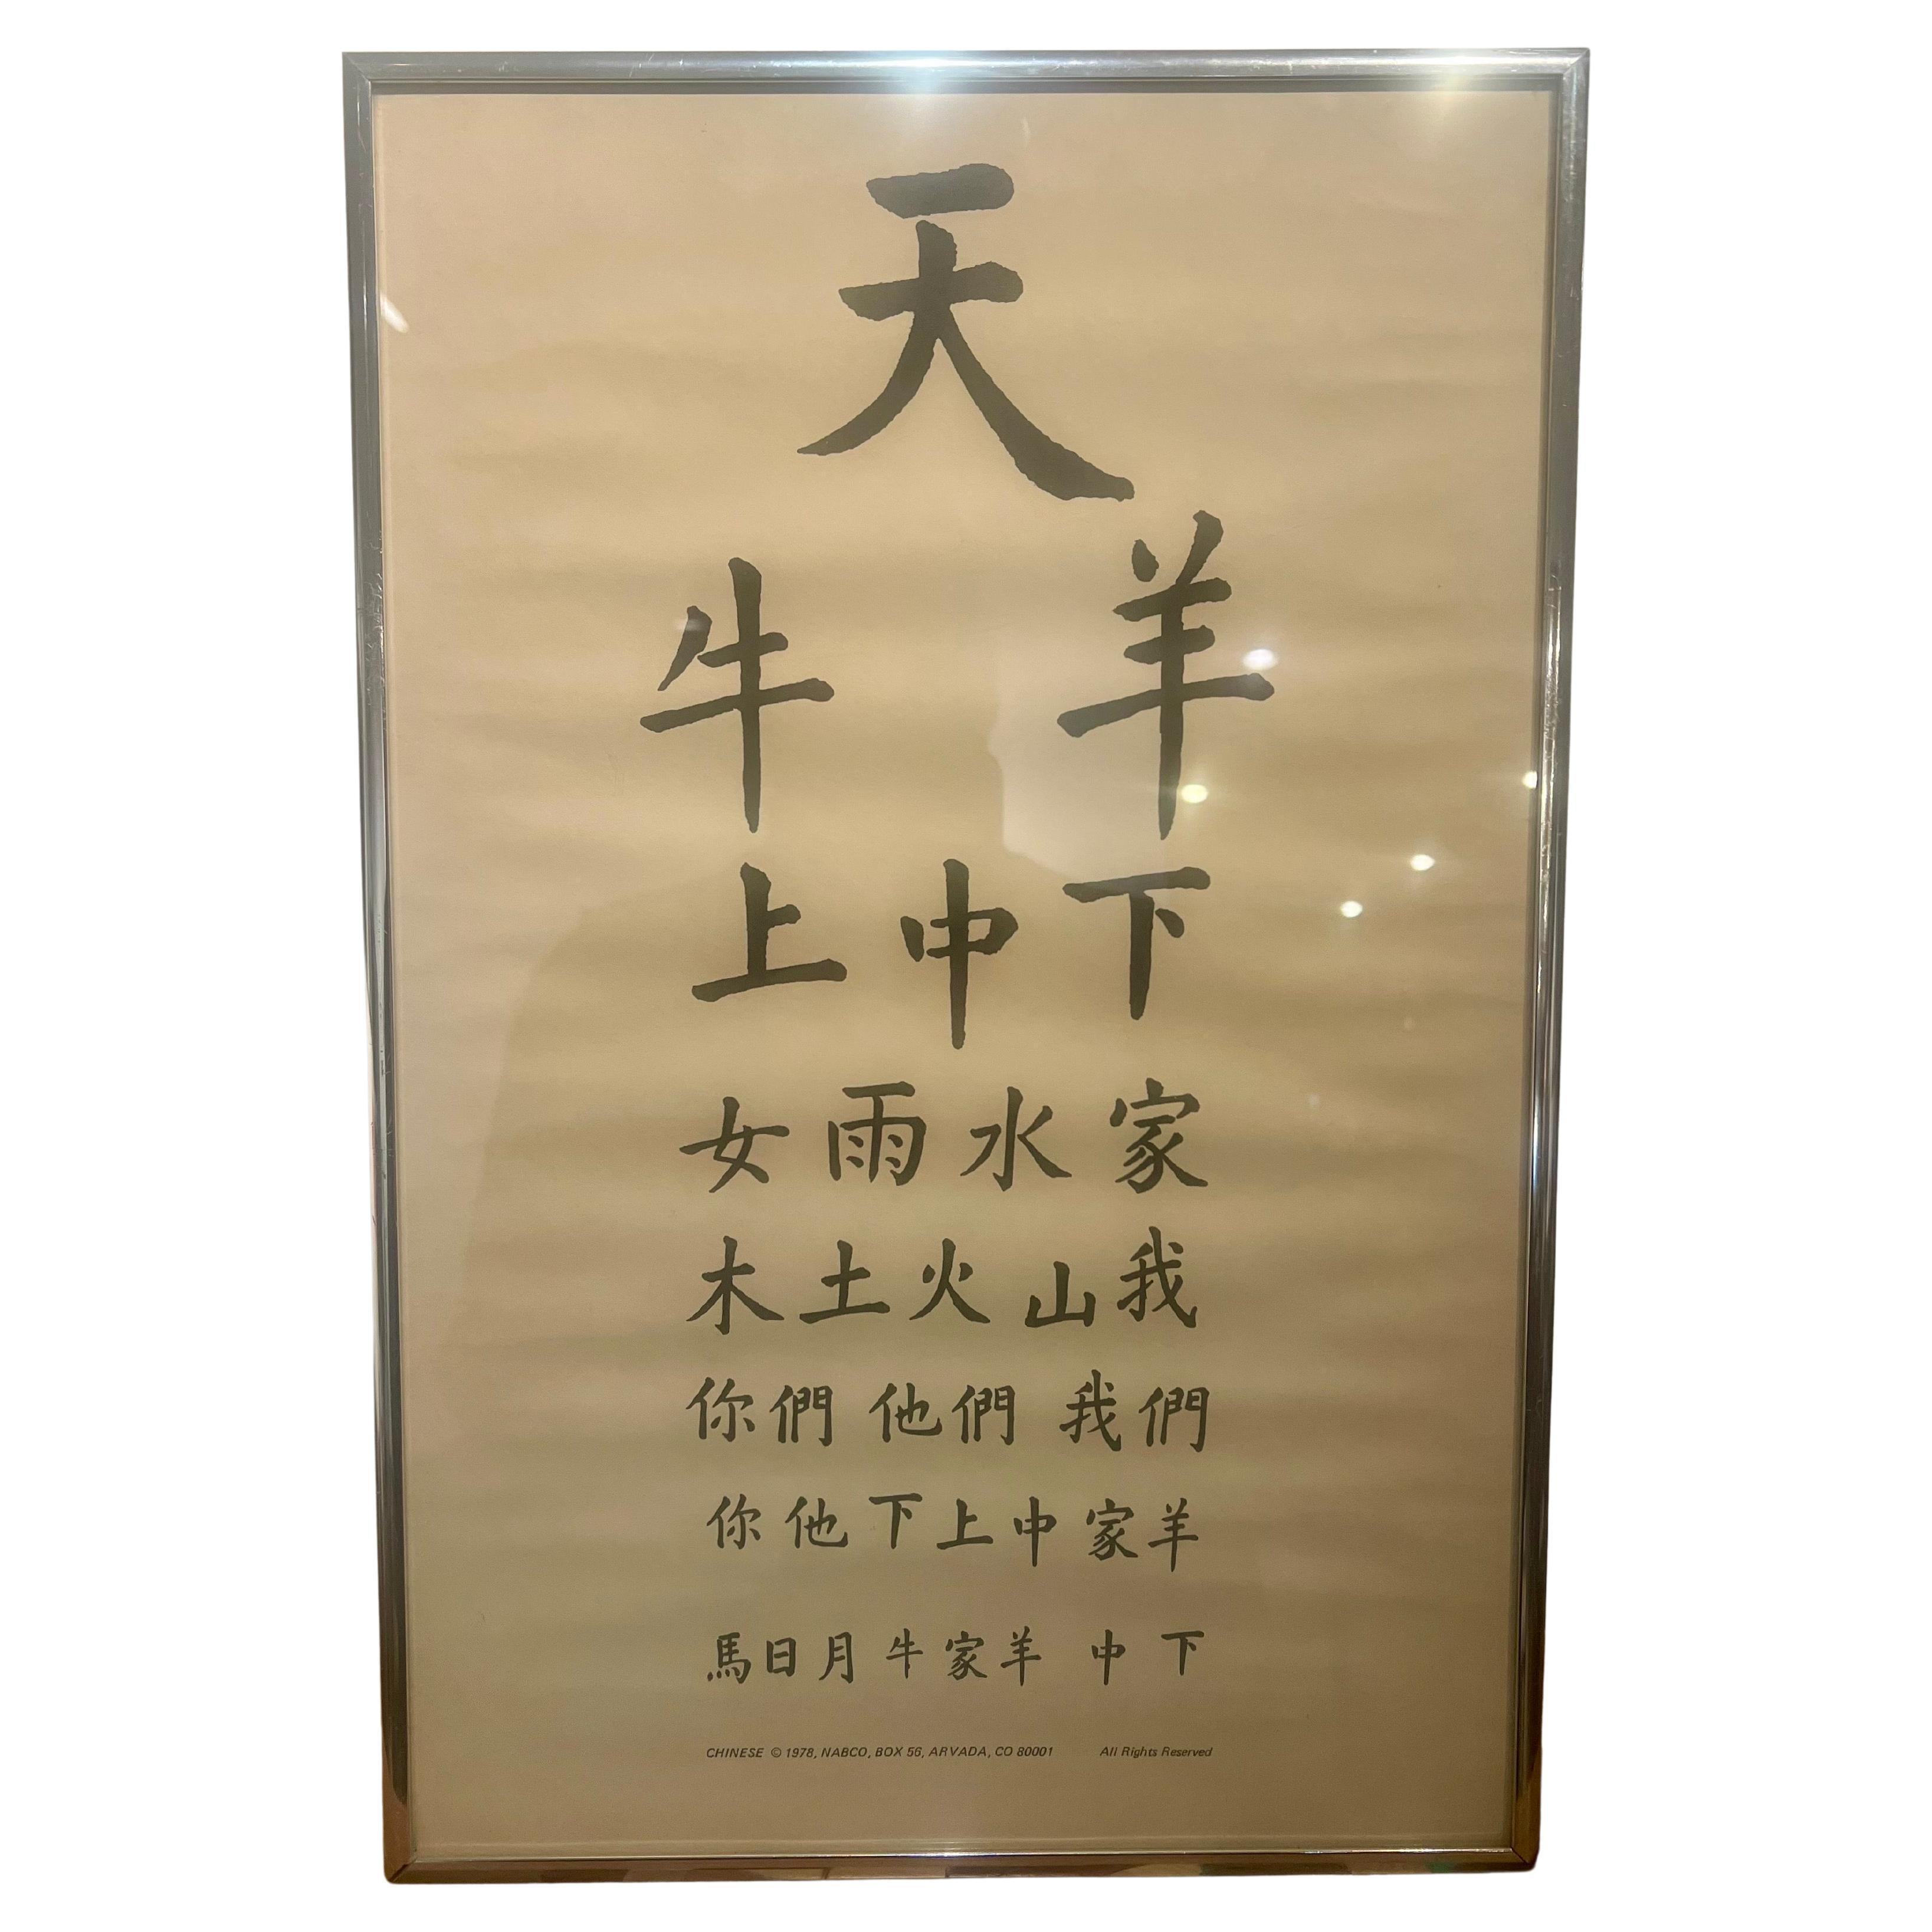 天
牛 羊
上 中 下
女 雨 水 家
木 土 火 山 我
你們 他們 我們
你 他 下 上 中 家 羊
馬 日 月 牛 家 羊 中 下
CHINESE © 1978, NABCO, BOX 56, ARVADA, CO 80001 All Rights Reserved